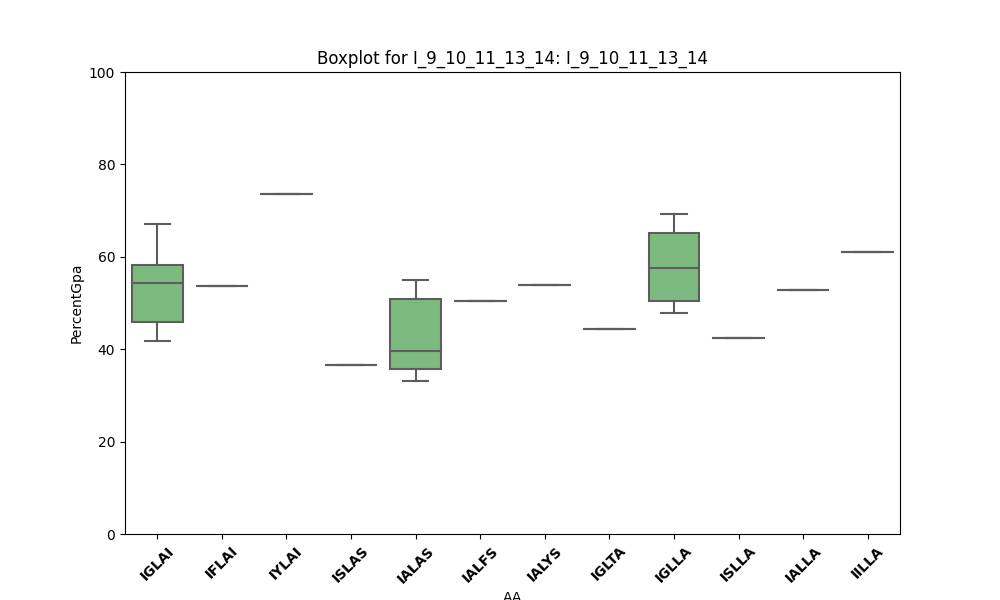 Boxplot for I_9_10_11_13_14: I_9_10_11_13_14
100
80
60
40
20
0
PercentGpa
IGLAI
IFLAI
IYLAI
ISLAS
IALAS
IALFS
IALYS
IGLTA
IGLLA
ISLLA
IALLA
IILLA
AA